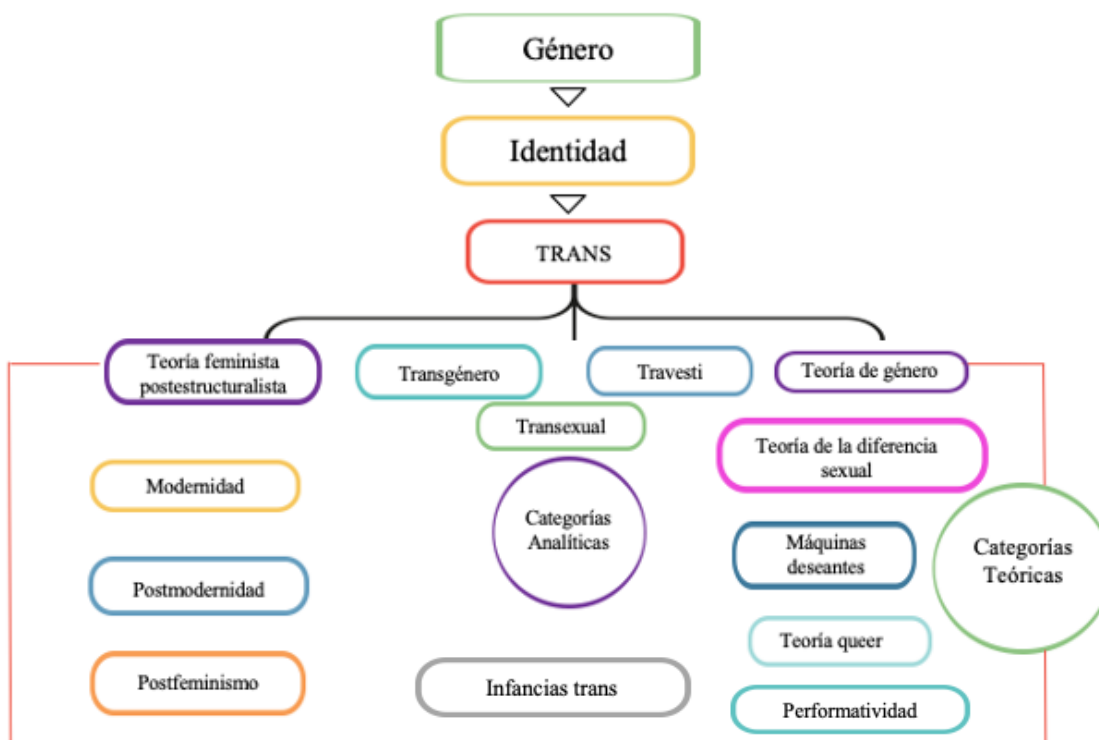 Género
Identidad
TRANS
Teoría feminista
postestructuralista
Transgénero
Travesti
Teoría de género
Transexual
Teoría de la diferencia
sexual
Modernidad
Categorías
Analíticas
Máquinas
deseantes
Categorías
Teóricas
Postmodernidad
Teoría queer
Postfeminismo
Infancias trans
Performatividad